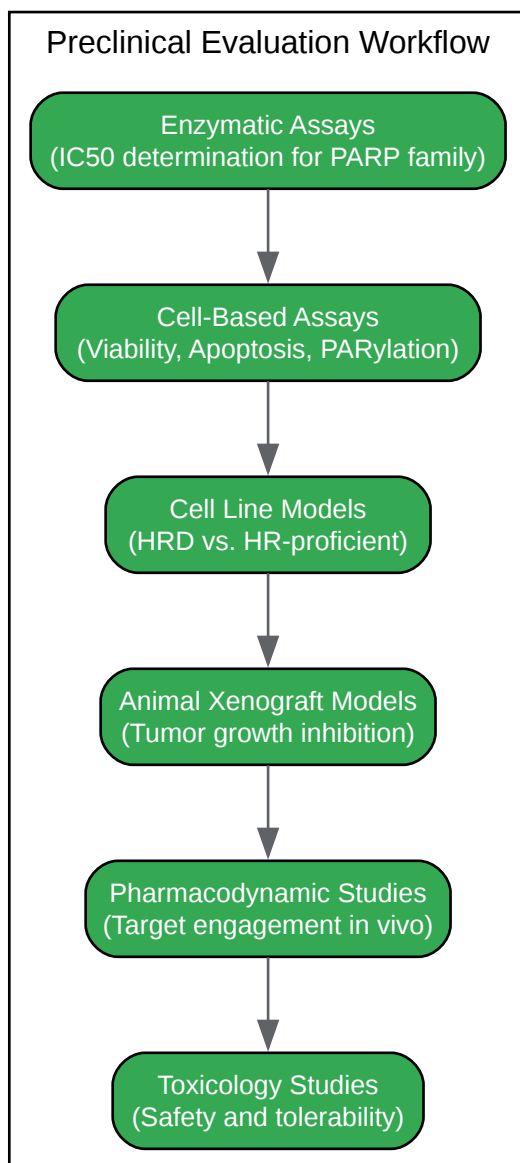 Preclinical Evaluation Workflow
Enzymatic Assays
(IC50 determination for PARP family)
Cell-Based Assays
(Viability, Apoptosis, PARylation)
Cell Line Models
(HRD vs. HR-proficient)
Animal Xenograft Models
(Tumor growth inhibition)
Pharmacodynamic Studies
(Target engagement in vivo)
Toxicology Studies
(Safety and tolerability)